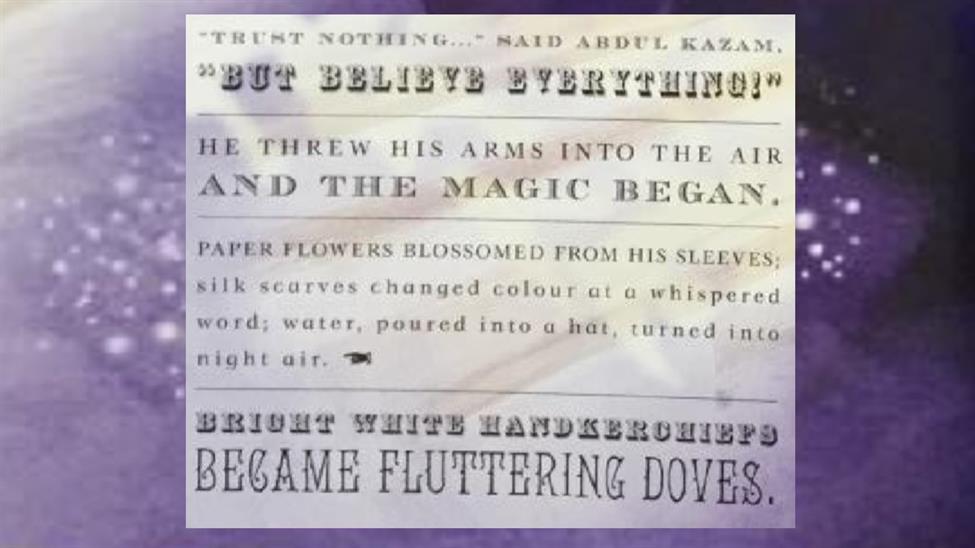 "TRUST NOTHING..." SAID ABDUL KAZAM,
"BUT BELIEVE EVERYTHING!"
HE THREW HIS ARMS INTO THE AIR
AND THE MAGIC BEGAN.
PAPER FLOWERS BLOSSOMED FROM HIS SLEEVES;
silk scarves changed colour at a whispered
word; water, poured into a hat, turned into
night air.
BRIGHT WHITE HANDKERCHIEFS
BECAME FLUTTERING DOVES.